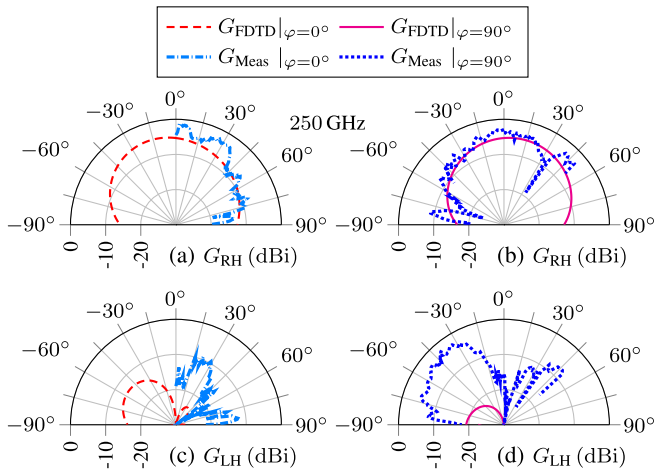 G_FDTD|φ=0° G_FDTD|φ=90°
G_Meas |φ=0° G_Meas |φ=90°
0° 250 GHz 0°
−30° 30° −30° 30°
−60° 60° −60° 60°
−90° 90° −90° 90°
0 -10 -20 (a) G_RH (dBi) 0 -10 -20 (b) G_RH (dBi)
0° 0°
−30° 30° −30° 30°
−60° 60° −60° 60°
−90° 90° −90° 90°
0 -10 -20 (c) G_LH (dBi) 0 -10 -20 (d) G_LH (dBi)